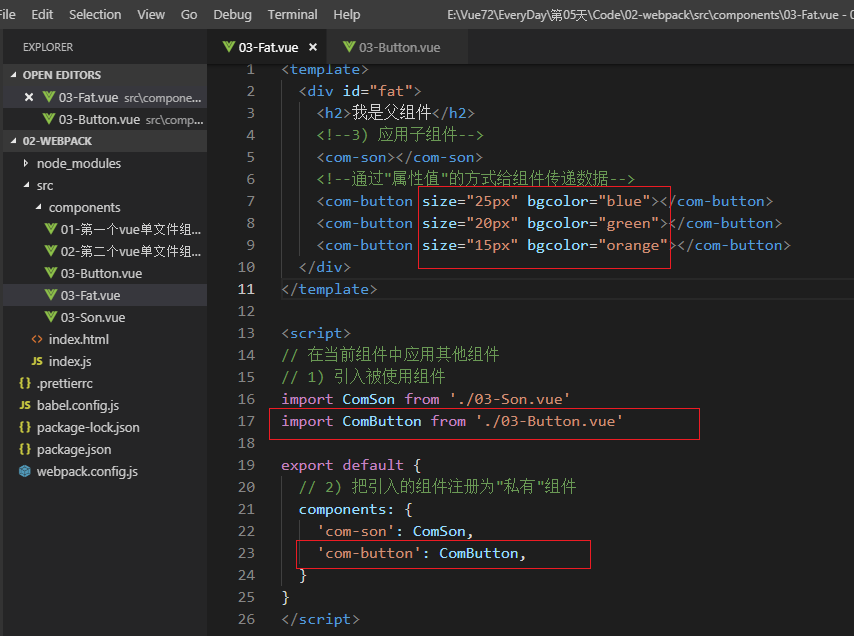 ile Edit Selection View Go Debug Terminal Help E:\Vue72\EveryDay\第05天\Code\02-webpack\src\components\03-Fat.vue -
EXPLORER
OPEN EDITORS
03-Fat.vue src\compone...
03-Button.vue src\comp...
02-WEBPACK
node_modules
src
components
01-第一个vue单文件组...
02-第二个vue单文件组...
03-Button.vue
03-Fat.vue
03-Son.vue
<> index.html
JS index.js
{} .prettierrc
JS babel.config.js
{} package-lock.json
{} package.json
webpack.config.js
03-Fat.vue × 03-Button.vue
1 <template>
2 <div id="fat">
3 <h2>我是父组件</h2>
4 <!--3) 应用子组件-->
5 <com-son></com-son>
6 <!--通过"属性值"的方式给组件传递数据-->
7 <com-button size="25px" bgcolor="blue"></com-button>
8 <com-button size="20px" bgcolor="green"></com-button>
9 <com-button size="15px" bgcolor="orange"></com-button>
10 </div>
11 </template>
12
13 <script>
14 // 在当前组件中应用其他组件
15 // 1) 引入被使用组件
16 import ComSon from './03-Son.vue'
17 import ComButton from './03-Button.vue'
18
19 export default {
20 // 2) 把引入的组件注册为"私有"组件
21 components: {
22 'com-son': ComSon,
23 'com-button': ComButton,
24 }
25 }
26 </script>